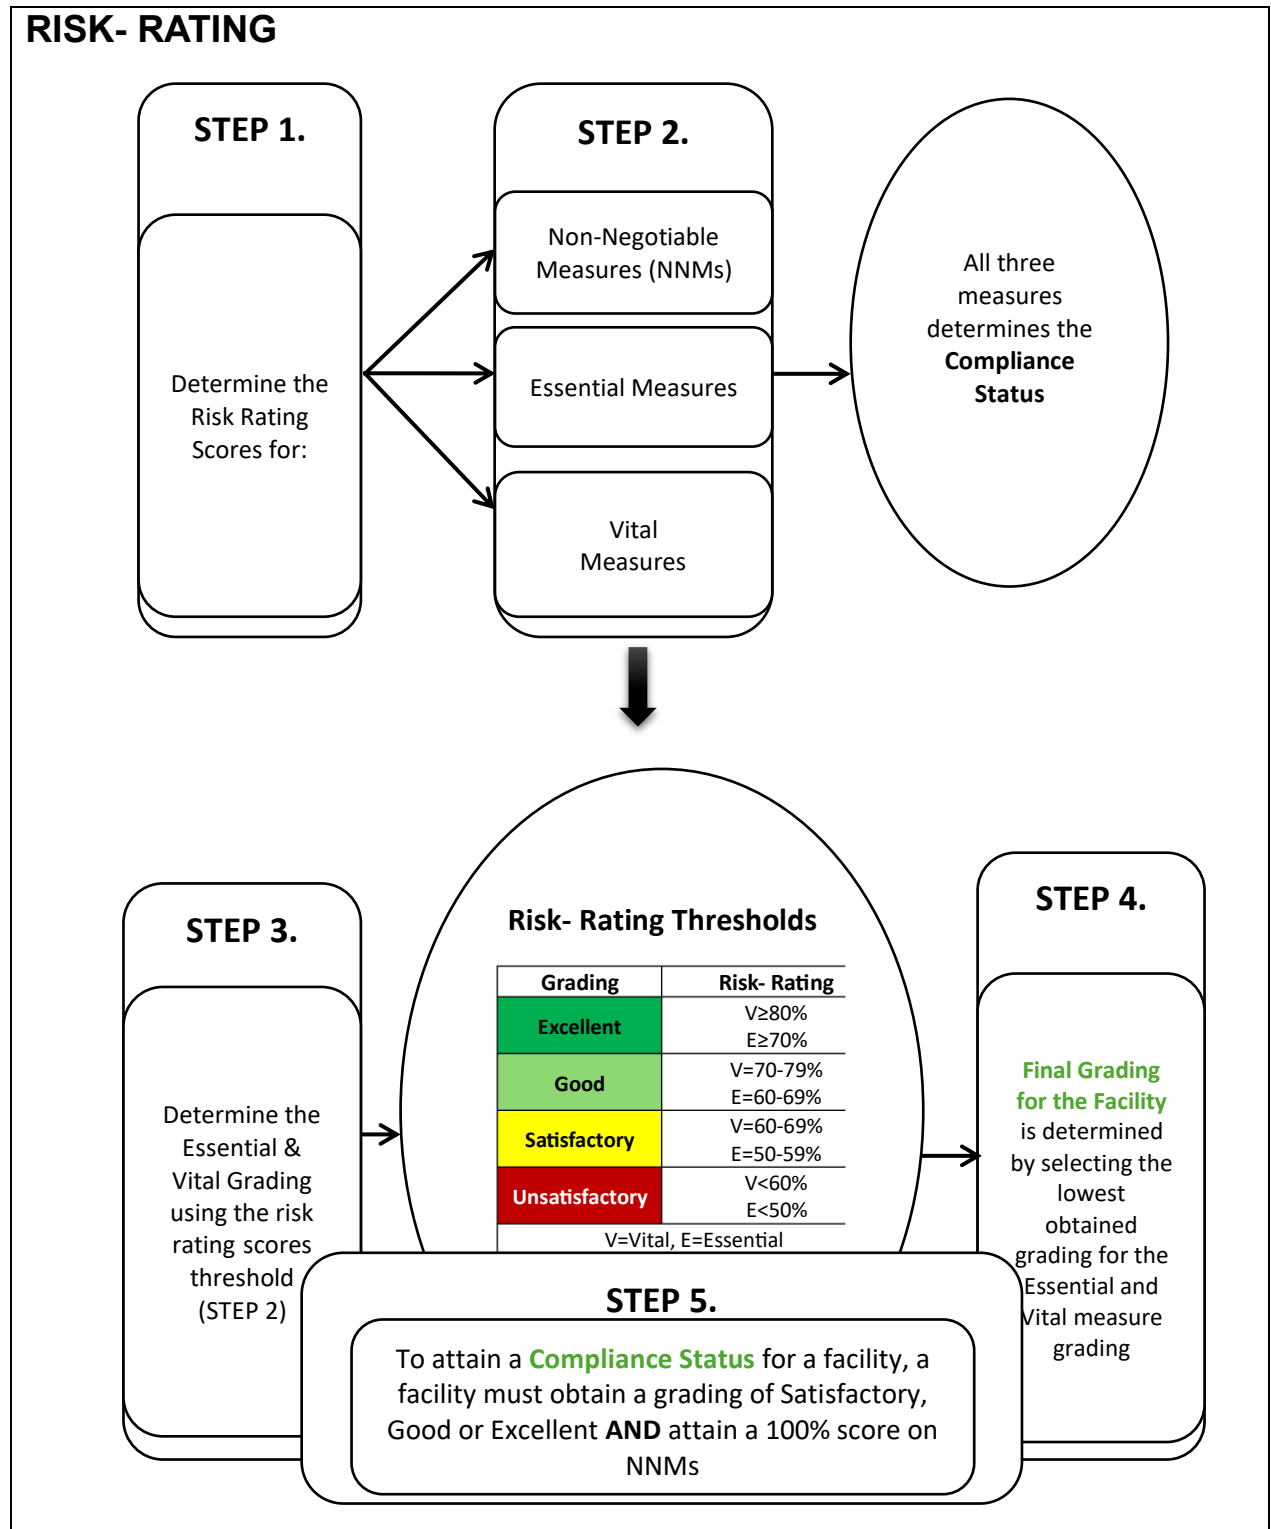 RISK- RATING
STEP 1.
Determine the
Risk Rating
Scores for:
STEP 2.
Non-Negotiable
Measures (NNMs)
Essential Measures
Vital
Measures
All three
measures
determines the
Compliance
Status
STEP 3.
Determine the
Essential &
Vital Grading
using the risk
rating scores
threshold
(STEP 2)
Risk- Rating Thresholds
Grading Risk- Rating
Excellent V≥80%
E≥70%
Good V=70-79%
E=60-69%
Satisfactory V=60-69%
E=50-59%
Unsatisfactory V<60%
E<50%
V=Vital, E=Essential
STEP 4.
Final Grading
for the Facility
is determined
by selecting the
lowest
obtained
grading for the
Essential and
Vital measure
grading
STEP 5.
To attain a Compliance Status for a facility, a
facility must obtain a grading of Satisfactory,
Good or Excellent AND attain a 100% score on
NNMs